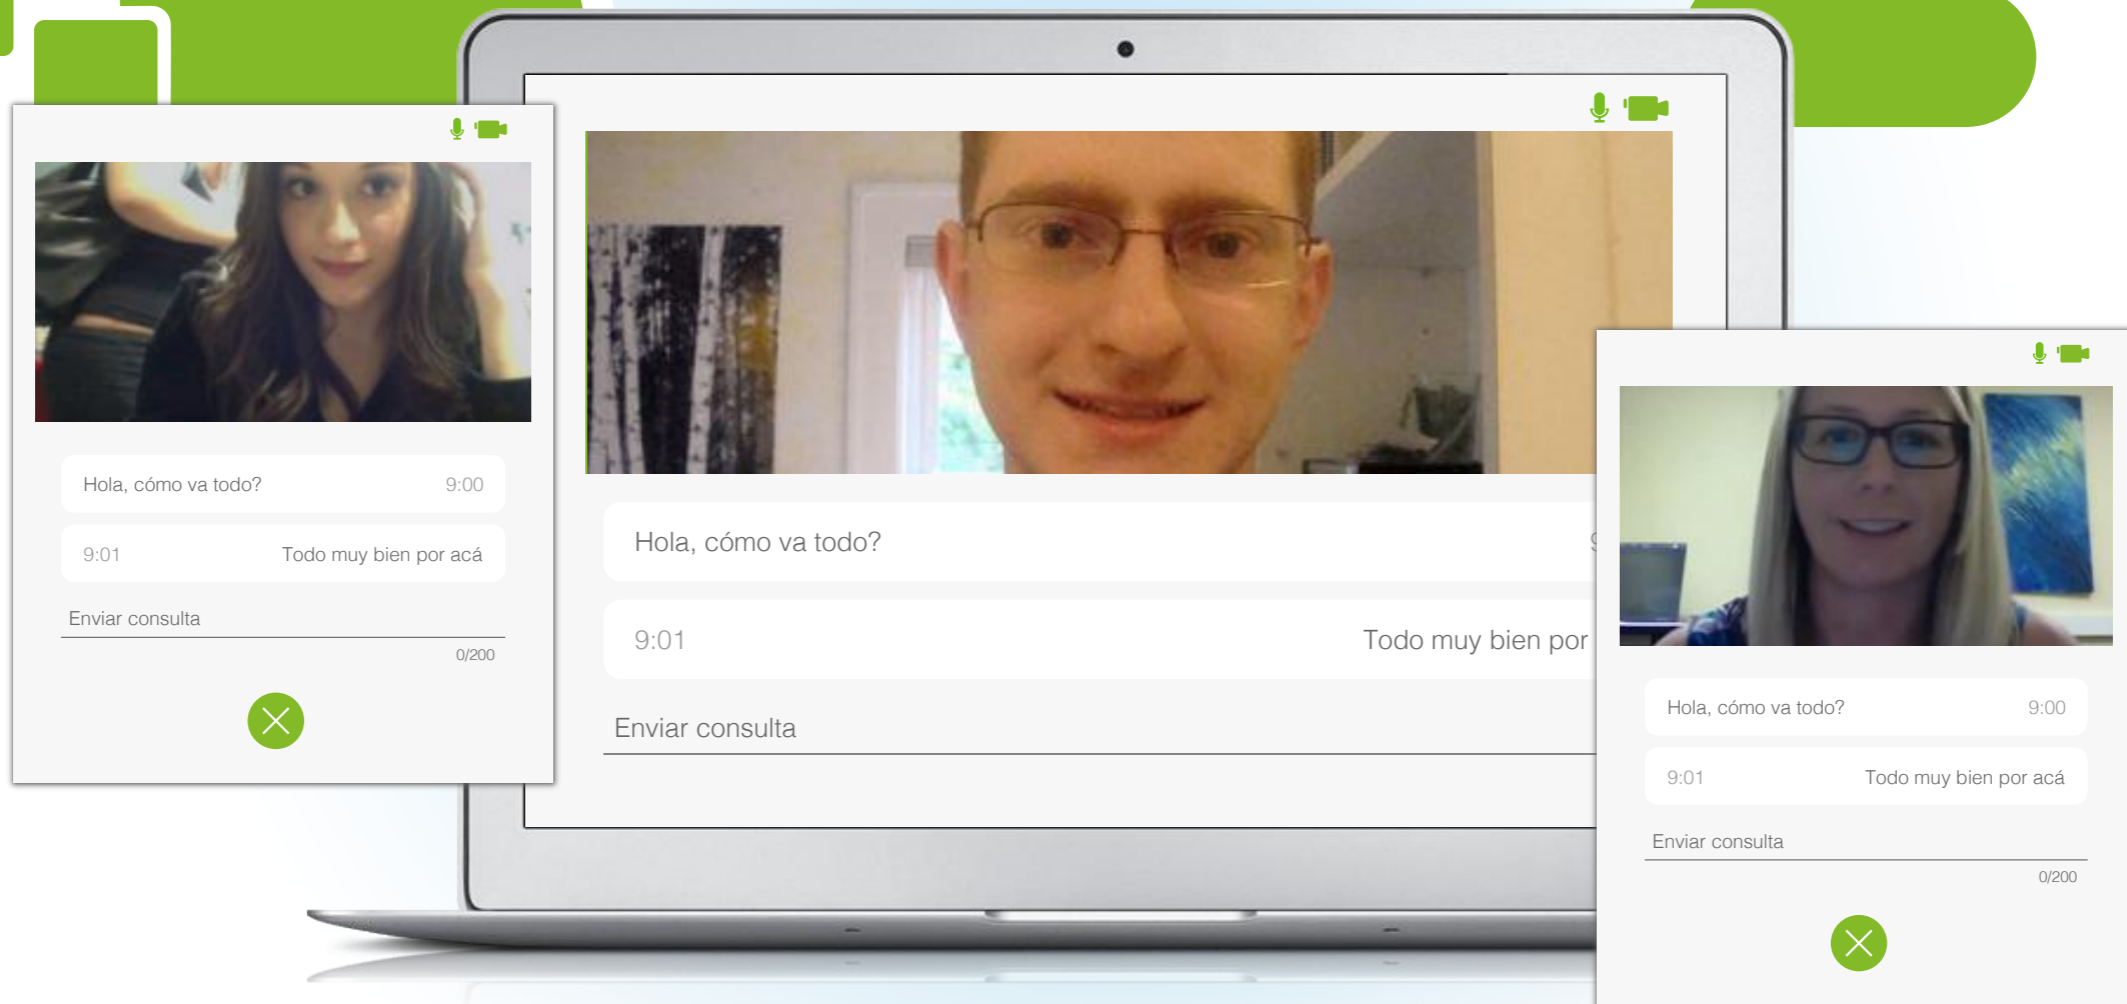 Hola, cómo va todo? 9:00
9:01 Todo muy bien por acá
Enviar consulta
0/200
Hola, cómo va todo?
9:01 Todo muy bien por
Enviar consulta
Hola, cómo va todo? 9:00
9:01 Todo muy bien por acá
Enviar consulta
0/200